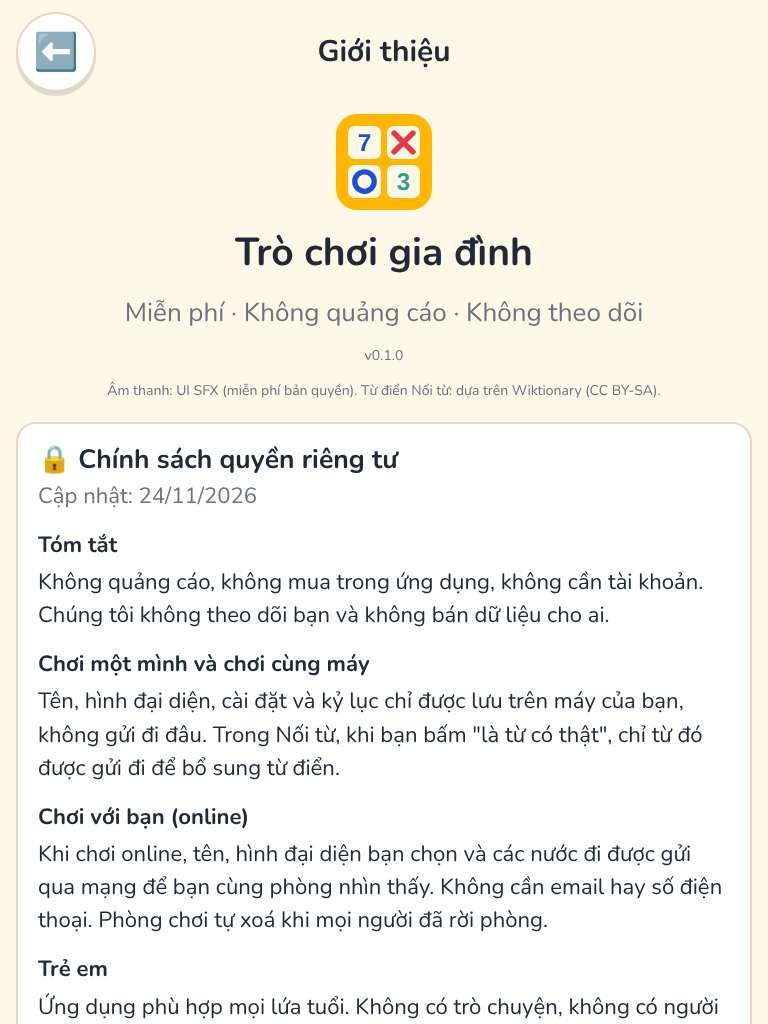 Giới thiệu
7
3
Trò chơi gia đình
Miễn phí · Không quảng cáo · Không theo dõi
v0.1.0
Âm thanh: UI SFX (miễn phí bản quyền). Từ điển Nối từ: dựa trên Wiktionary (CC BY-SA).
🔒 Chính sách quyền riêng tư
Cập nhật: 24/11/2026
Tóm tắt
Không quảng cáo, không mua trong ứng dụng, không cần tài khoản.
Chúng tôi không theo dõi bạn và không bán dữ liệu cho ai.
Chơi một mình và chơi cùng máy
Tên, hình đại diện, cài đặt và kỷ lục chỉ được lưu trên máy của bạn,
không gửi đi đâu. Trong Nối từ, khi bạn bấm "là từ có thật", chỉ từ đó
được gửi đi để bổ sung từ điển.
Chơi với bạn (online)
Khi chơi online, tên, hình đại diện bạn chọn và các nước đi được gửi
qua mạng để bạn cùng phòng nhìn thấy. Không cần email hay số điện
thoại. Phòng chơi tự xoá khi mọi người đã rời phòng.
Trẻ em
Ứng dụng phù hợp mọi lứa tuổi. Không có trò chuyện, không có người